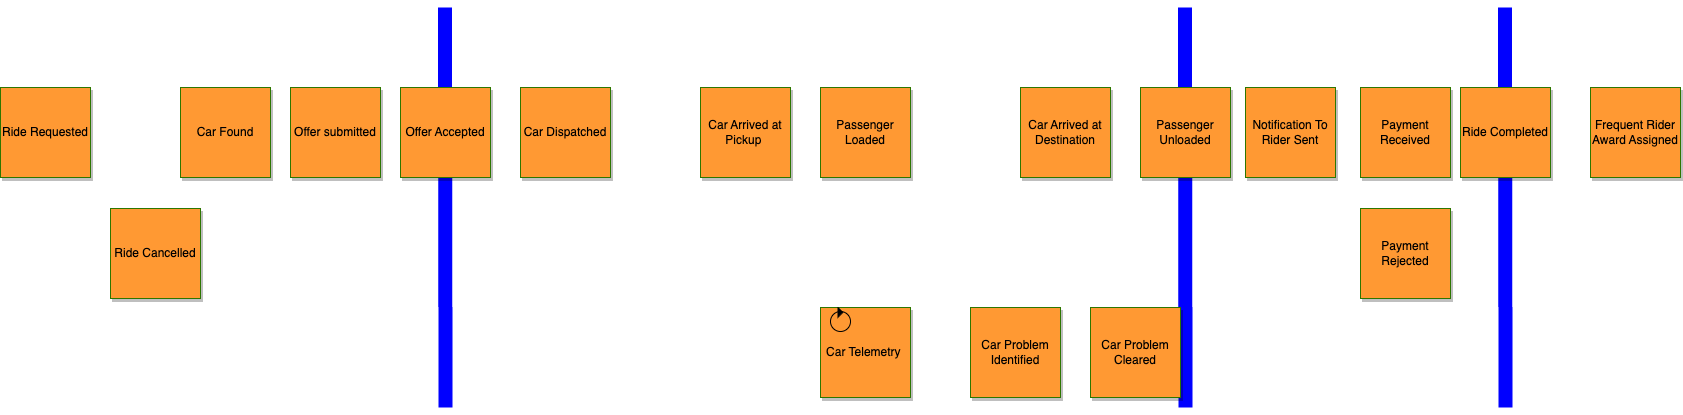 Ride Requested
Car Found
Offer submitted
Offer Accepted
Car Dispatched
Car Arrived at
Pickup
Passenger
Loaded
Car Arrived at
Destination
Passenger
Unloaded
Notification To
Rider Sent
Payment
Received
Ride Completed
Frequent Rider
Award Assigned
Ride Cancelled
Payment
Rejected
Car Telemetry
Car Problem
Identified
Car Problem
Cleared